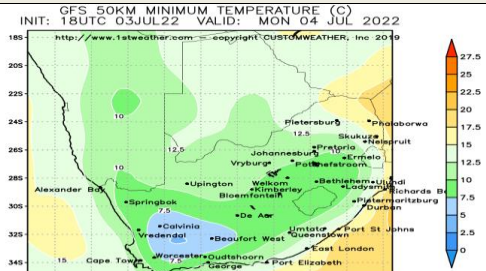 GFS 50KM MINIMUM TEMPERATURE (C)
INIT: 18UTC 03JUL22 VALID: MON 04 JUL 2022
http://www.1stweather.com — copyright CUSTOMWEATHER, Inc 2019
18S
20S
22S
24S
26S
28S
30S
32S
34S
10
12.5
12.5
10
10
7.5
7.5
15
Pietersburg
Phalaborwa
Skukuza
Nelspruit
Pretoria
Johannesburg
Ermelo
Vryburg
Potchefstroom
Alexander Bay
Upington
Welkom
Bethlehem
Ulundi
Kimberley
Ladysmith
Richards Ba
Bloemfontein
Springbok
Pietermaritzburg
Durban
De Aar
Calvinia
Umtata
Port St Johns
Vredendal
Beaufort West
Queenstown
East London
Worcester
Oudtshoorn
Cape Town
George
Port Elizabeth
27.5
25
22.5
20
17.5
15
12.5
10
7.5
5
2.5
0